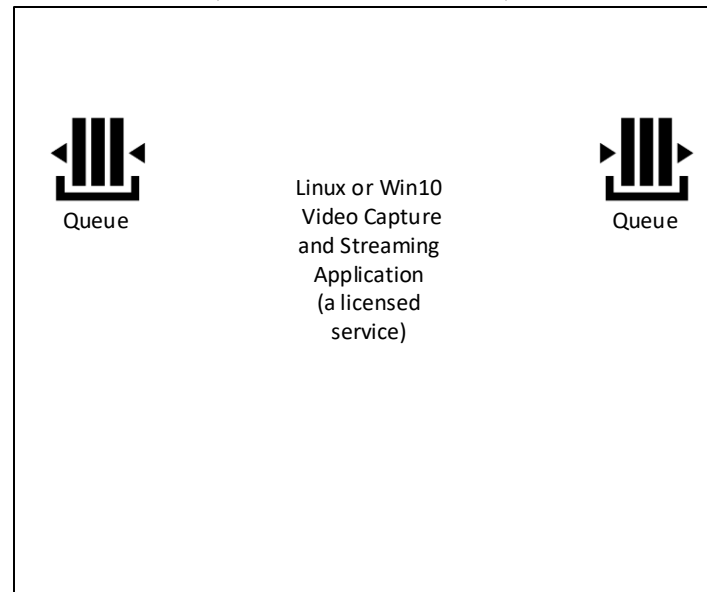 Queue
Linux or Win10
Video Capture
and Streaming
Application
(a licensed
service)
Queue